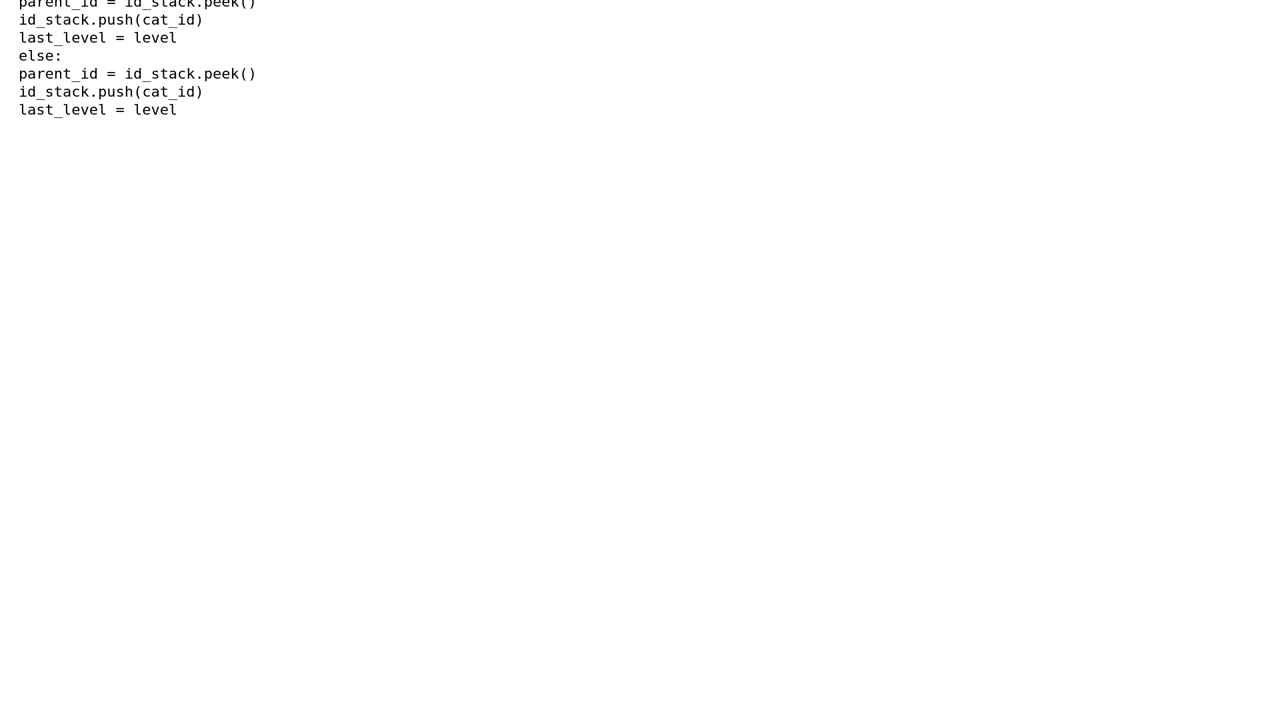 parent_id = id_stack.peek()
id_stack.push(cat_id)
last_level = level
else:
parent_id = id_stack.peek()
id_stack.push(cat_id)
last_level = level